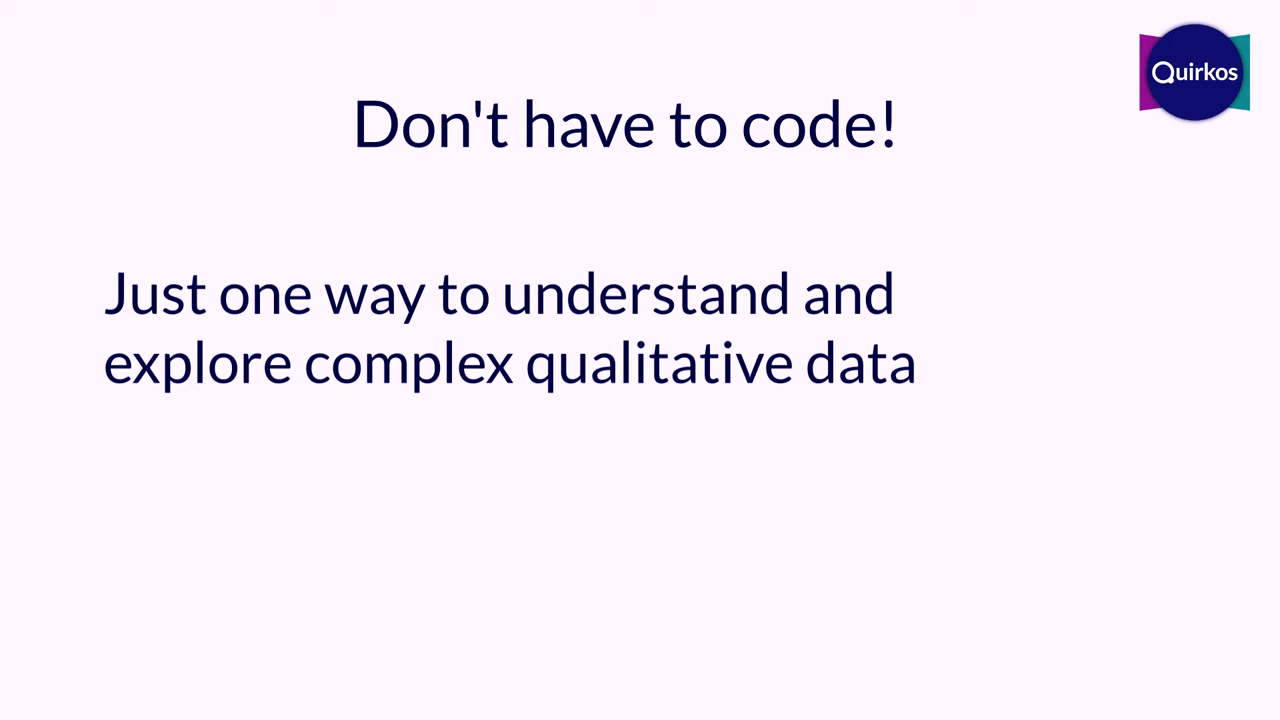 Quirkos
Don't have to code!
Just one way to understand and
explore complex qualitative data